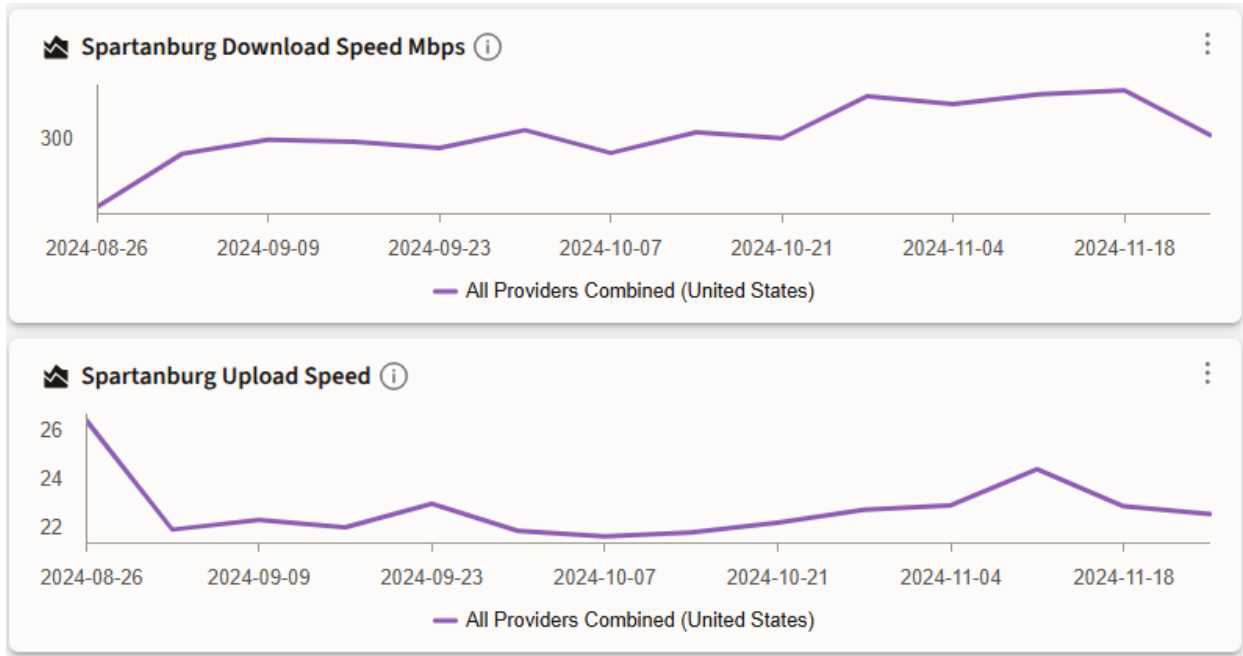 Spartanburg Download Speed Mbps
300
2024-08-26 2024-09-09 2024-09-23 2024-10-07 2024-10-21 2024-11-04 2024-11-18
All Providers Combined (United States)
Spartanburg Upload Speed
26
24
22
2024-08-26 2024-09-09 2024-09-23 2024-10-07 2024-10-21 2024-11-04 2024-11-18
All Providers Combined (United States)